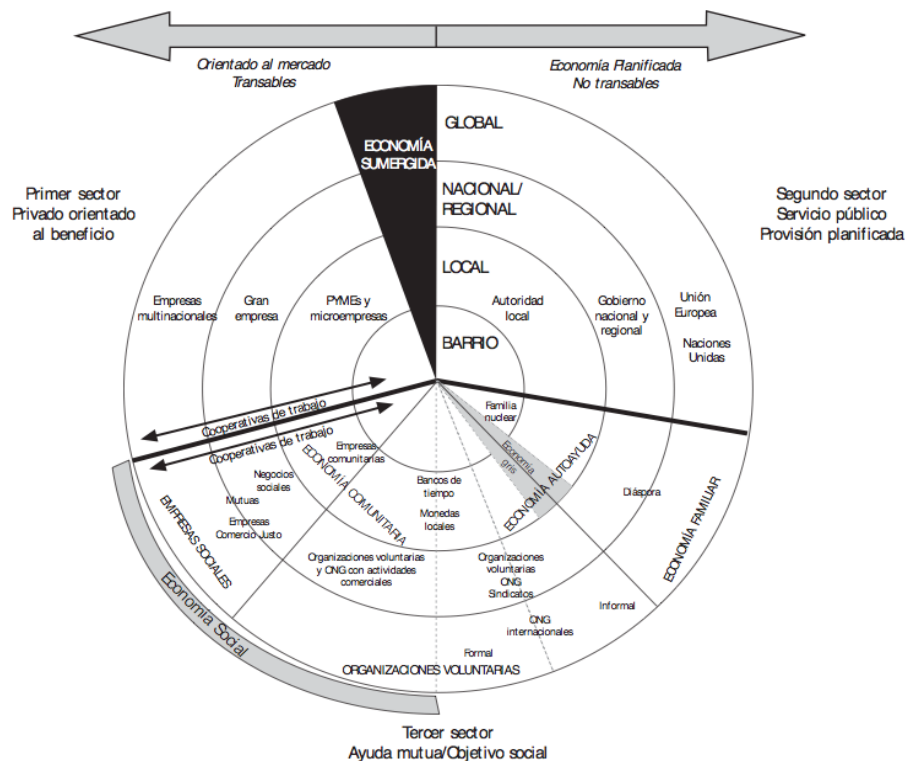 Orientado al mercado
Transables
Economía Planificada
No transables
GLOBAL
ECONOMÍA
SUMERGIDA
NACIONAL/
REGIONAL
Primer sector
Privado orientado
al beneficio
Segundo sector
Servicio público
Provisión planificada
LOCAL
Empresas
multinacionales
Gran
empresa
PYMEs y
microempresas
Autoridad
local
Gobierno
nacional y
regional
Unión
Europea
Naciones
Unidas
BARRIO
Cooperativas de trabajo
Cooperativas de trabajo
Familia
nuclear
Economía
gris
ECONOMÍA AUTOAYUDA
Empresas
comunitarias
ECONOMÍA COMUNITARIA
Negocios
sociales
Bancos de
tiempo
Monedas
locales
Mutuas
Empresas
Comercio Justo
Diáspora
ECONOMÍA FAMILIAR
EMPRESAS SOCIALES
Economía Social
Organizaciones voluntarias
y ONG con actividades
comerciales
Organizaciones
voluntarias
ONG
Sindicatos
Informal
ONG
internacionales
Formal
ORGANIZACIONES VOLUNTARIAS
Tercer sector
Ayuda mutua/Objetivo social